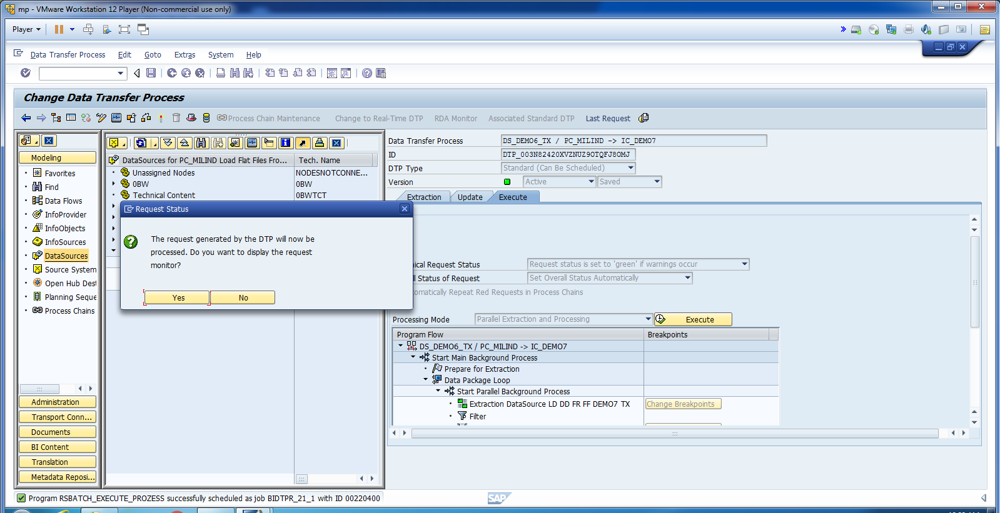 mp - VMware Workstation 12 Player (Non-commercial use only)
Player
Data Transfer Process Edit Goto Extras System Help
Change Data Transfer Process
Process Chain Maintenance Change to Real-Time DTP RDA Monitor Associated Standard DTP Last Request
Modeling
Favorites
Find
Data Flows
InfoProvider
InfoObjects
InfoSources
DataSources
Source System
Open Hub Dest
Planning Seque
Process Chains
Administration
Transport Conn...
Documents
BI Content
Translation
Metadata Reposi...
DataSources for PC_MILIND Load Flat Files Fro... Tech. Name
Unassigned Nodes NODESNOTCONNE...
0BW 0BW
Technical Content 0BWTCT
Request Status
The request generated by the DTP will now be
processed. Do you want to display the request
monitor?
Yes No
Data Transfer Process DS_DEMO6_TX / PC_MILIND -> IC_DEMO7
ID DTP_003N82420XVZNUZ9OTQFJ8OMJ
DTP Type Standard (Can Be Scheduled)
Version Active Saved
Extraction Update Execute
ical Request Status Request status is set to 'green' if warnings occur
ll Status of Request Set Overall Status Automatically
tomatically Repeat Red Requests in Process Chains
Processing Mode Parallel Extraction and Processing Execute
Program Flow Breakpoints
DS_DEMO6_TX / PC_MILIND -> IC_DEMO7
Start Main Background Process
Prepare for Extraction
Data Package Loop
Start Parallel Background Process
Extraction DataSource LD DD FR FF DEMO7 TX Change Breakpoints
Filter
Program RSBATCH_EXECUTE_PROZESS successfully scheduled as job BIDTPR_21_1 with ID 00220400
SAP